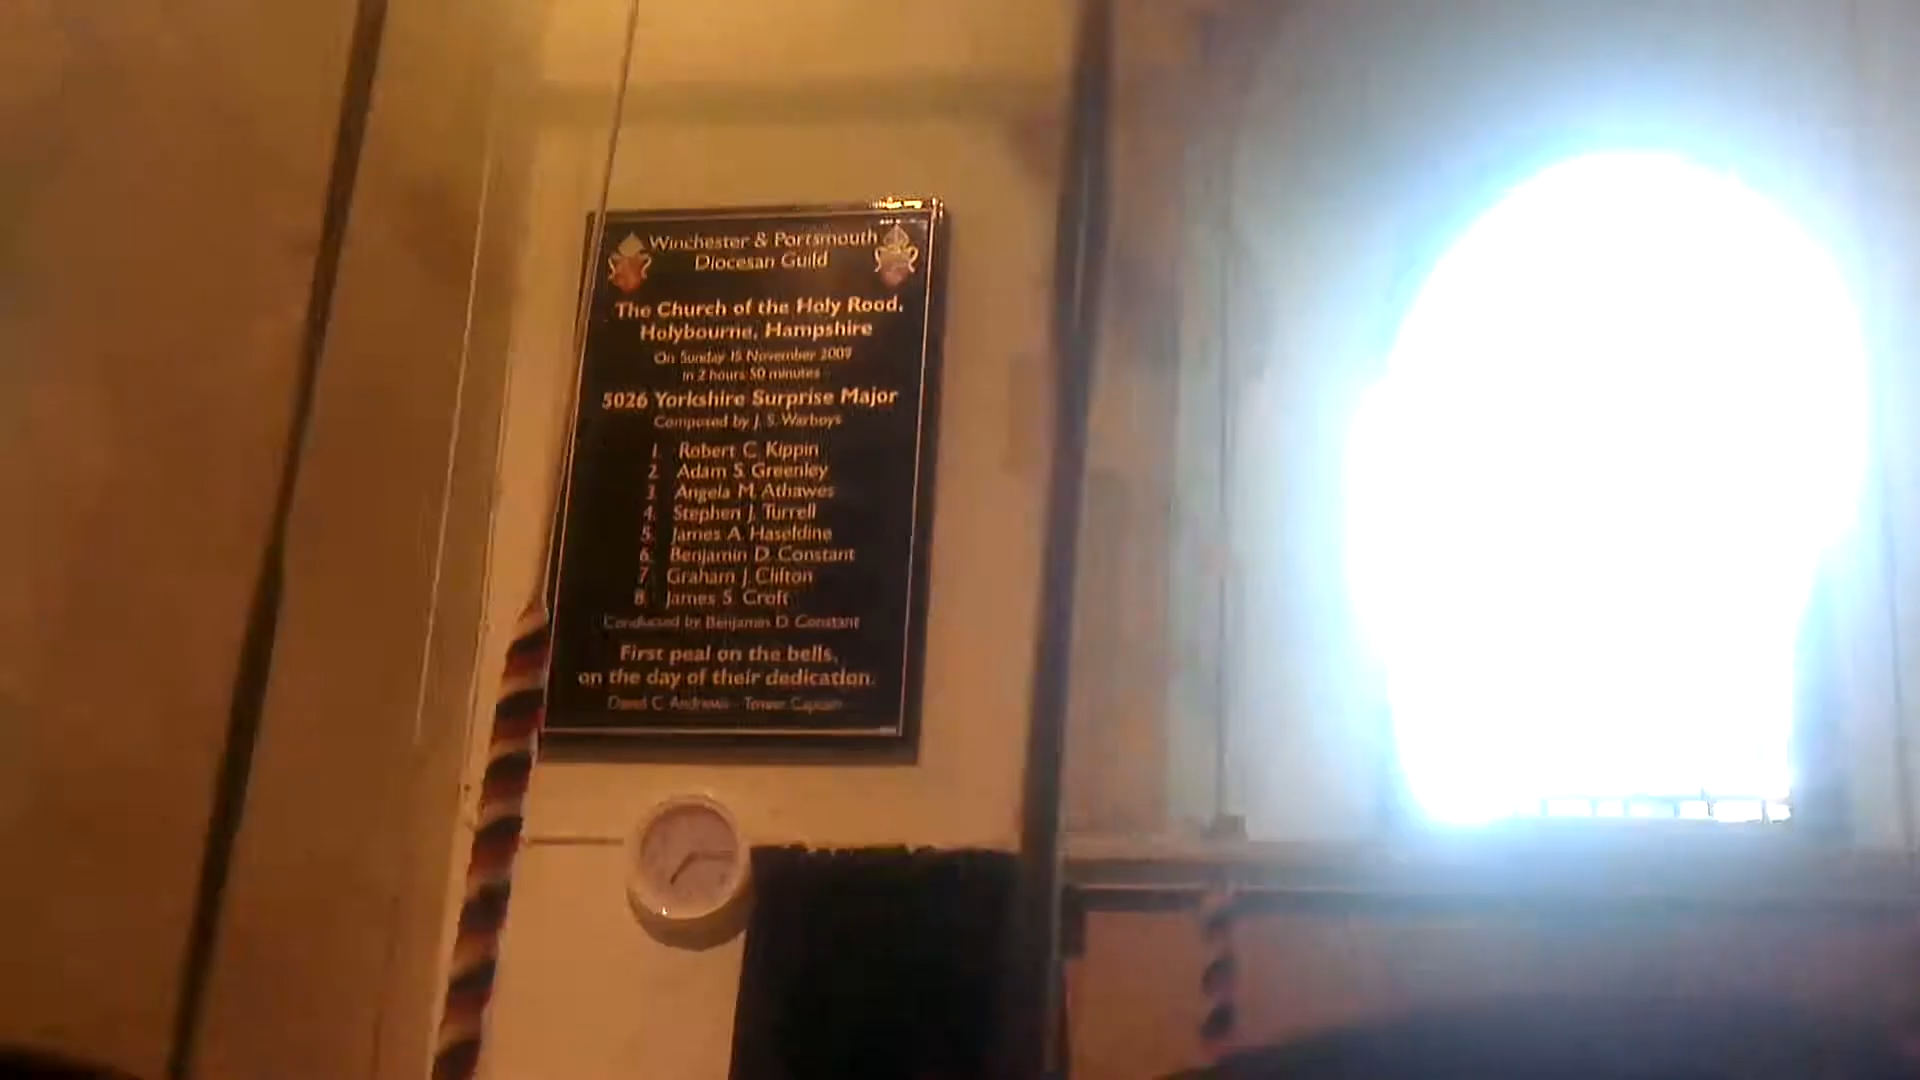 Winchester & Portsmouth
Diocesan Guild
The Church of the Holy Rood,
Holybourne, Hampshire
On Sunday 15 November 2009
in 2 hours 50 minutes
5026 Yorkshire Surprise Major
Composed by J. S. Warboys
1. Robert C. Kippin
2. Adam S. Greenley
3. Angela M. Athawes
4. Stephen J. Turrell
5. James A. Haseldine
6. Benjamin D. Constant
7. Graham J. Clifton
8. James S. Croft
Conducted by Benjamin D. Constant
First peal on the bells,
on the day of their dedication.
C. Andrews - Tower Captain